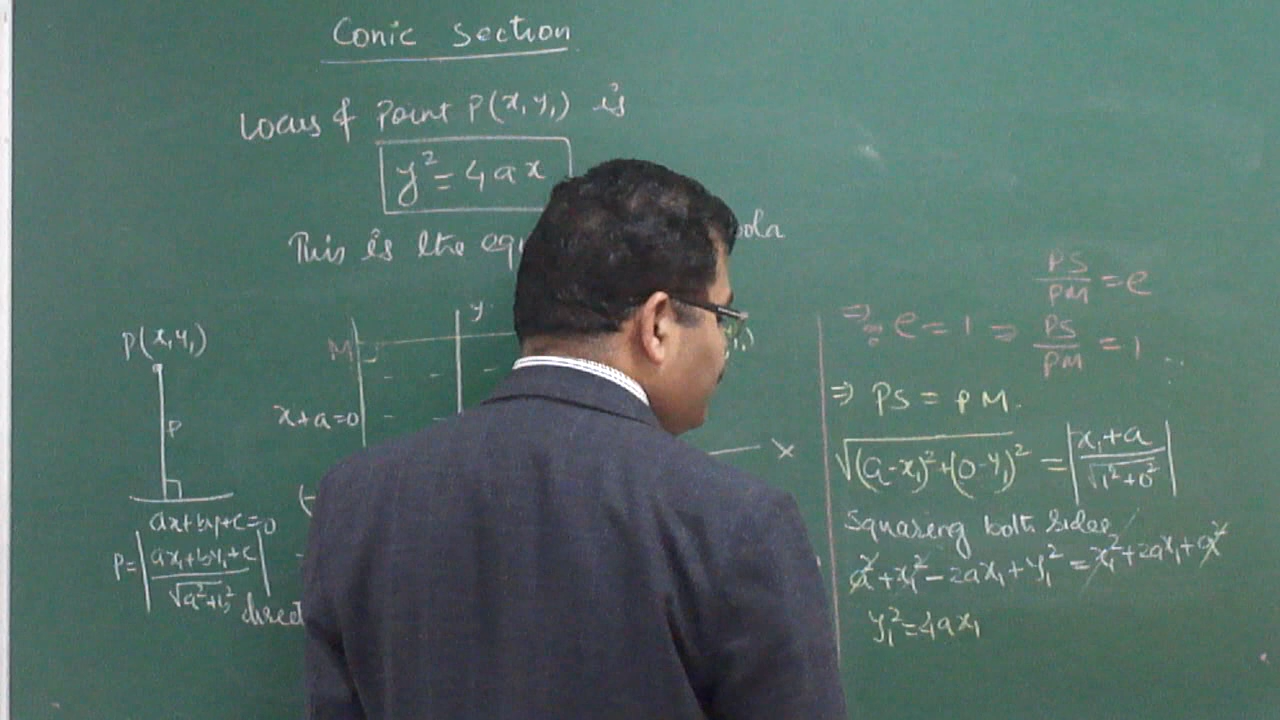 Conic Section
Locus of Point P(x, y₁) is
y² = 4ax
This is the
P(x, y₁)
P
ax+by+c=0
P = |ax₁+by₁+c / √a²+b²|
y
M
x+a=0
X
direct
PS/PM = e
⇒ e = 1 ⇒ PS/PM = 1
⇒ PS = PM.
√(a-x₁)²+(0-y₁)² = |x₁+a / √1²+0²|
Squaring both sides
a²+x₁²-2ax₁+y₁² = x₁²+2ax₁+a²
y₁²=4ax₁